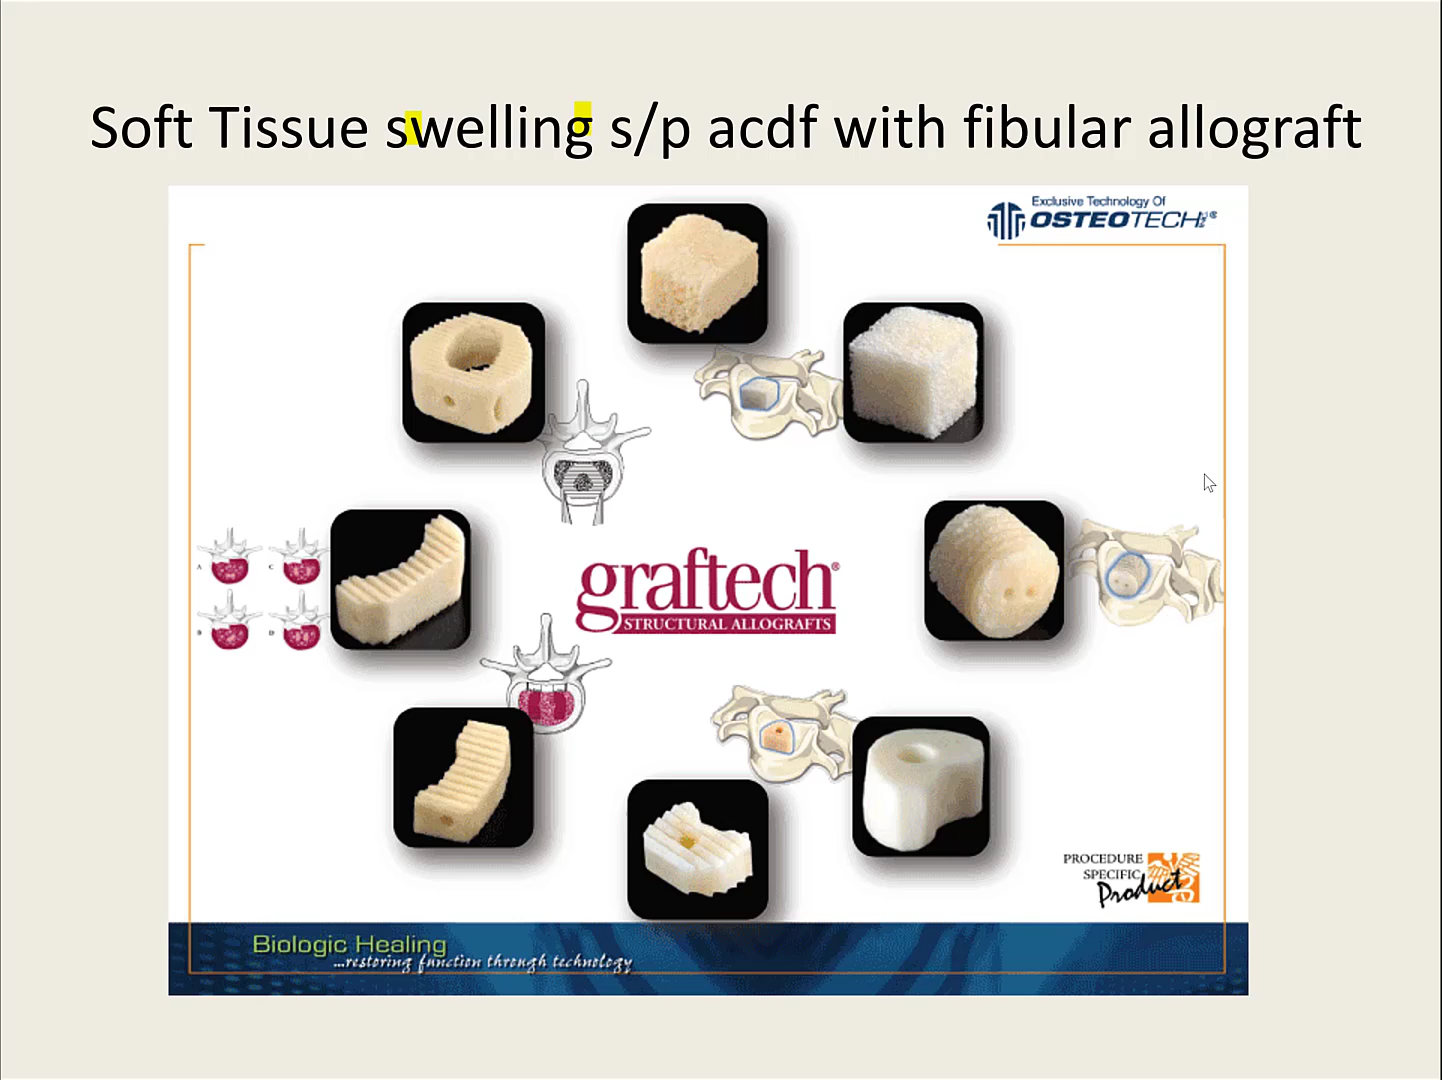 Soft Tissue swelling s/p acdf with fibular allograft
Exclusive Technology Of
OSTEOTECH
graftech®
STRUCTURAL ALLOGRAFTS
A
C
B
D
PROCEDURE
SPECIFIC
Product
Biologic Healing
...restoring function through technology